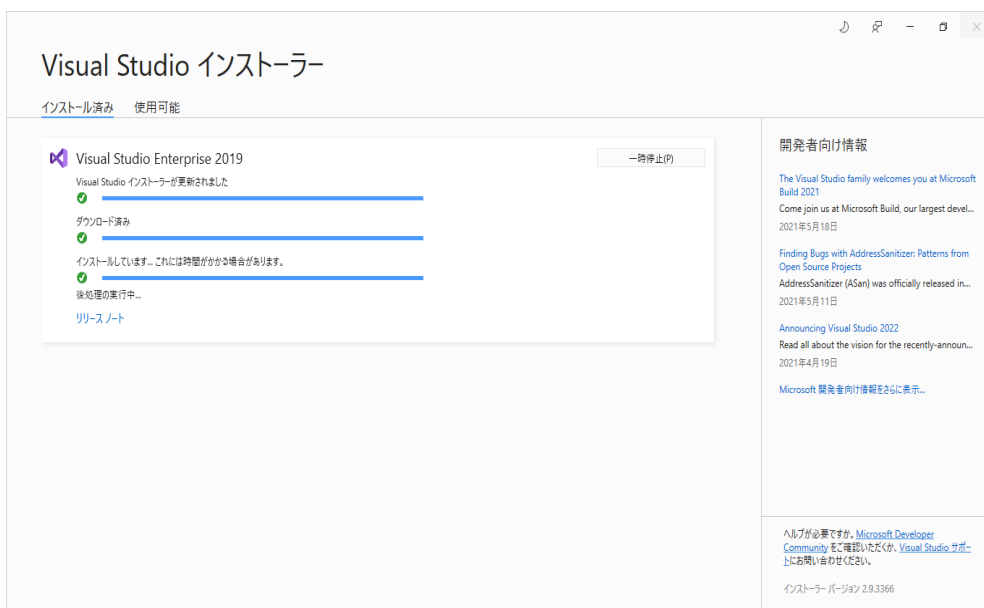 Visual Studio インストーラー
インストール済み
使用可能
Visual Studio Enterprise 2019
一時停止(P)
Visual Studio インストーラーが更新されました
ダウンロード済み
インストールしています... これには時間がかかる場合があります。
後処理の実行中...
リリース ノート
開発者向け情報
The Visual Studio family welcomes you at Microsoft
Build 2021
Come join us at Microsoft Build, our largest devel...
2021年5月18日
Finding Bugs with AddressSanitizer: Patterns from
Open Source Projects
AddressSanitizer (ASan) was officially released in...
2021年5月11日
Announcing Visual Studio 2022
Read all about the vision for the recently-announ...
2021年4月19日
Microsoft 開発者向け情報をさらに表示...
ヘルプが必要ですか。Microsoft Developer
Community をご確認いただくか、Visual Studio サポー
トにお問い合わせください。
インストーラー バージョン 2.9.3366